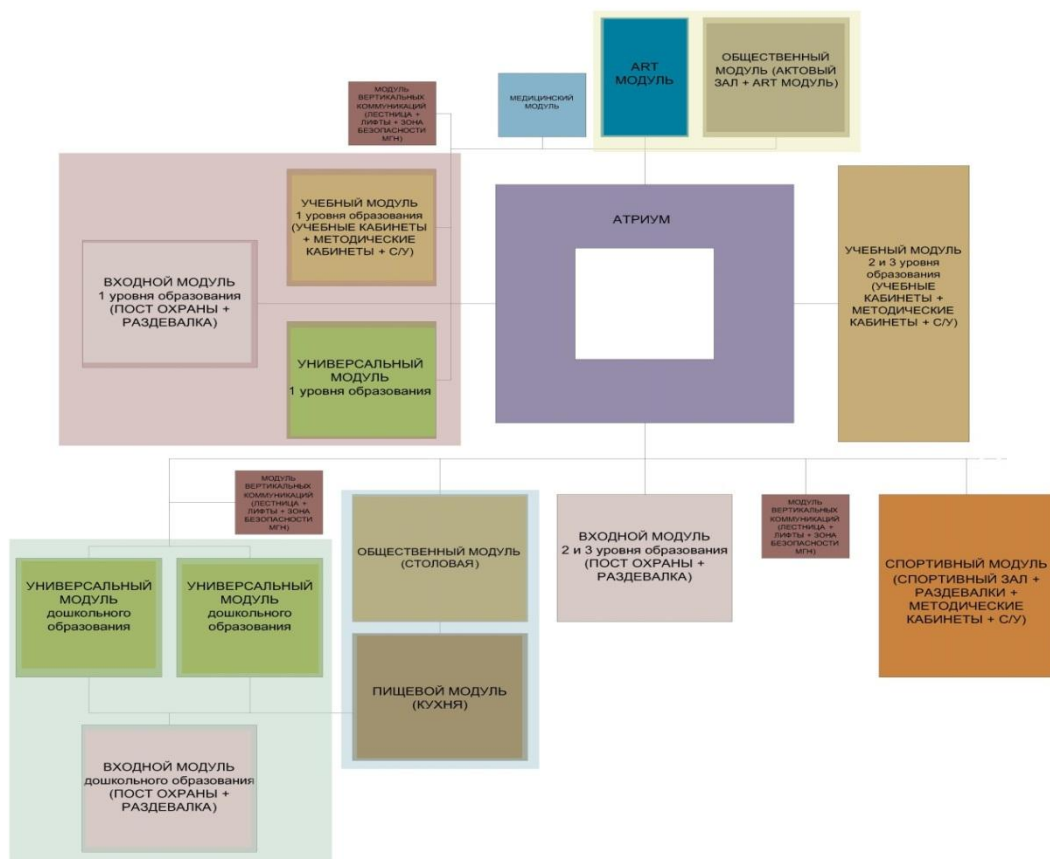 ART
МОДУЛЬ
ОБЩЕСТВЕННЫЙ
МОДУЛЬ (АКТОВЫЙ
ЗАЛ + ART МОДУЛЬ)
МОДУЛЬ
ВЕРТИКАЛЬНЫХ
КОММУНИКАЦИЙ
(ЛЕСТНИЦА +
+ ЛИФТЫ + ЗОНА
БЕЗОПАСНОСТИ
МГН)
МЕДИЦИНСКИЙ
МОДУЛЬ
УЧЕБНЫЙ МОДУЛЬ
1 уровня образования
(УЧЕБНЫЕ КАБИНЕТЫ
+ МЕТОДИЧЕСКИЕ
КАБИНЕТЫ + С/У)
АТРИУМ
УЧЕБНЫЙ МОДУЛЬ
2 и 3 уровня
образования
(УЧЕБНЫЕ
КАБИНЕТЫ +
МЕТОДИЧЕСКИЕ
КАБИНЕТЫ + С/У)
ВХОДНОЙ МОДУЛЬ
1 уровня образования
(ПОСТ ОХРАНЫ +
РАЗДЕВАЛКА)
УНИВЕРСАЛЬНЫЙ
МОДУЛЬ
1 уровня образования
МОДУЛЬ
ВЕРТИКАЛЬНЫХ
КОММУНИКАЦИЙ
(ЛЕСТНИЦА +
+ ЛИФТЫ + ЗОНА
БЕЗОПАСНОСТИ
МГН)
ОБЩЕСТВЕННЫЙ МОДУЛЬ
(СТОЛОВАЯ)
ВХОДНОЙ МОДУЛЬ
2 и 3 уровня образования
(ПОСТ ОХРАНЫ +
РАЗДЕВАЛКА)
МОДУЛЬ
ВЕРТИКАЛЬНЫХ
КОММУНИКАЦИЙ
(ЛЕСТНИЦА +
+ ЛИФТЫ + ЗОНА
БЕЗОПАСНОСТИ
МГН)
СПОРТИВНЫЙ МОДУЛЬ
(СПОРТИВНЫЙ ЗАЛ +
РАЗДЕВАЛКИ +
МЕТОДИЧЕСКИЕ
КАБИНЕТЫ + С/У)
УНИВЕРСАЛЬНЫЙ
МОДУЛЬ
дошкольного
образования
УНИВЕРСАЛЬНЫЙ
МОДУЛЬ
дошкольного
образования
ПИЩЕВОЙ МОДУЛЬ
(КУХНЯ)
ВХОДНОЙ МОДУЛЬ
дошкольного образования
(ПОСТ ОХРАНЫ +
РАЗДЕВАЛКА)